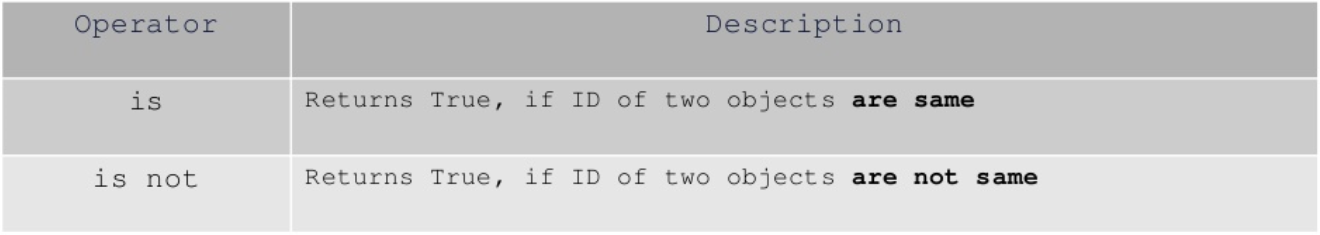 Operator Description
is Returns True, if ID of two objects are same
is not Returns True, if ID of two objects are not same